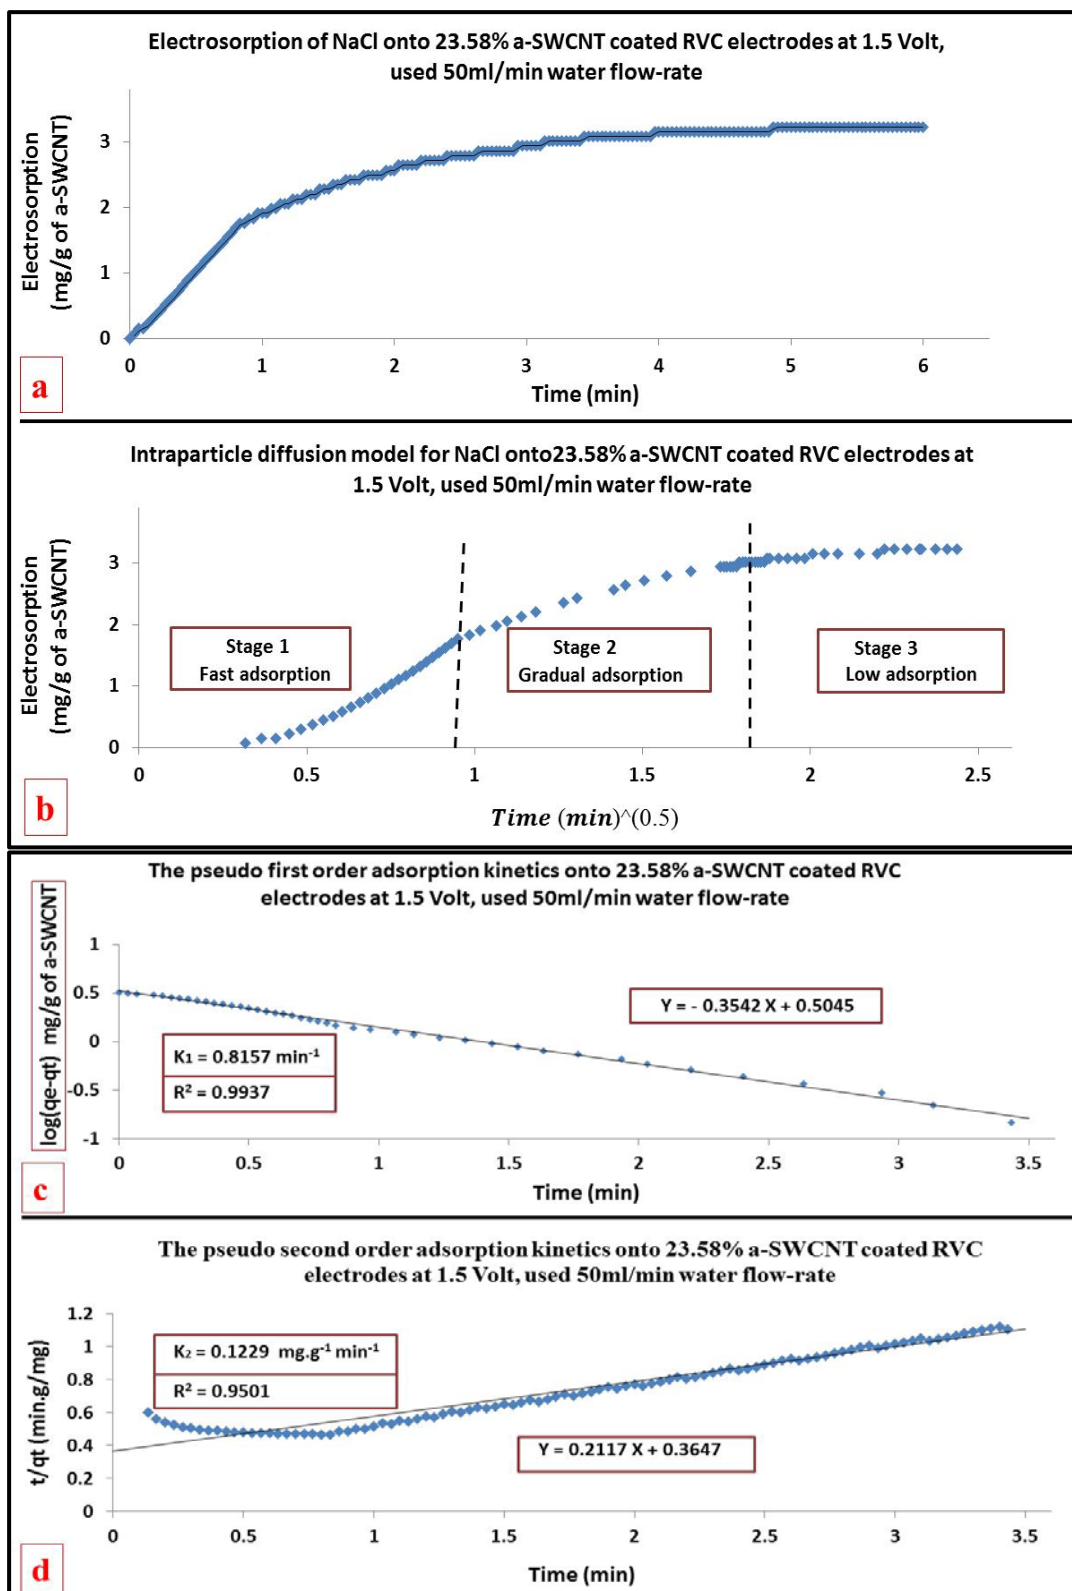 Electrosorption of NaCl onto 23.58% a-SWCNT coated RVC electrodes at 1.5 Volt,
used 50ml/min water flow-rate
Electrosorption
(mg/g of a-SWCNT)
3
2
1
0
0 1 2 3 4 5 6
Time (min)
a
Intraparticle diffusion model for NaCl onto23.58% a-SWCNT coated RVC electrodes at
1.5 Volt, used 50ml/min water flow-rate
Electrosorption
(mg/g of a-SWCNT)
3
2
1
0
Stage 1
Fast adsorption
Stage 2
Gradual adsorption
Stage 3
Low adsorption
0 0.5 1 1.5 2 2.5
Time (min)^(0.5)
b
The pseudo first order adsorption kinetics onto 23.58% a-SWCNT coated RVC
electrodes at 1.5 Volt, used 50ml/min water flow-rate
log(qe-qt) mg/g of a-SWCNT
1
0.5
0
-0.5
-1
Y = - 0.3542 X + 0.5045
K₁ = 0.8157 min⁻¹
R² = 0.9937
0 0.5 1 1.5 2 2.5 3 3.5
Time (min)
c
The pseudo second order adsorption kinetics onto 23.58% a-SWCNT coated RVC
electrodes at 1.5 Volt, used 50ml/min water flow-rate
t/qt (min.g/mg)
1.2
1
0.8
0.6
0.4
0.2
0
K₂ = 0.1229 mg.g⁻¹ min⁻¹
R² = 0.9501
Y = 0.2117 X + 0.3647
0 0.5 1 1.5 2 2.5 3 3.5
Time (min)
d